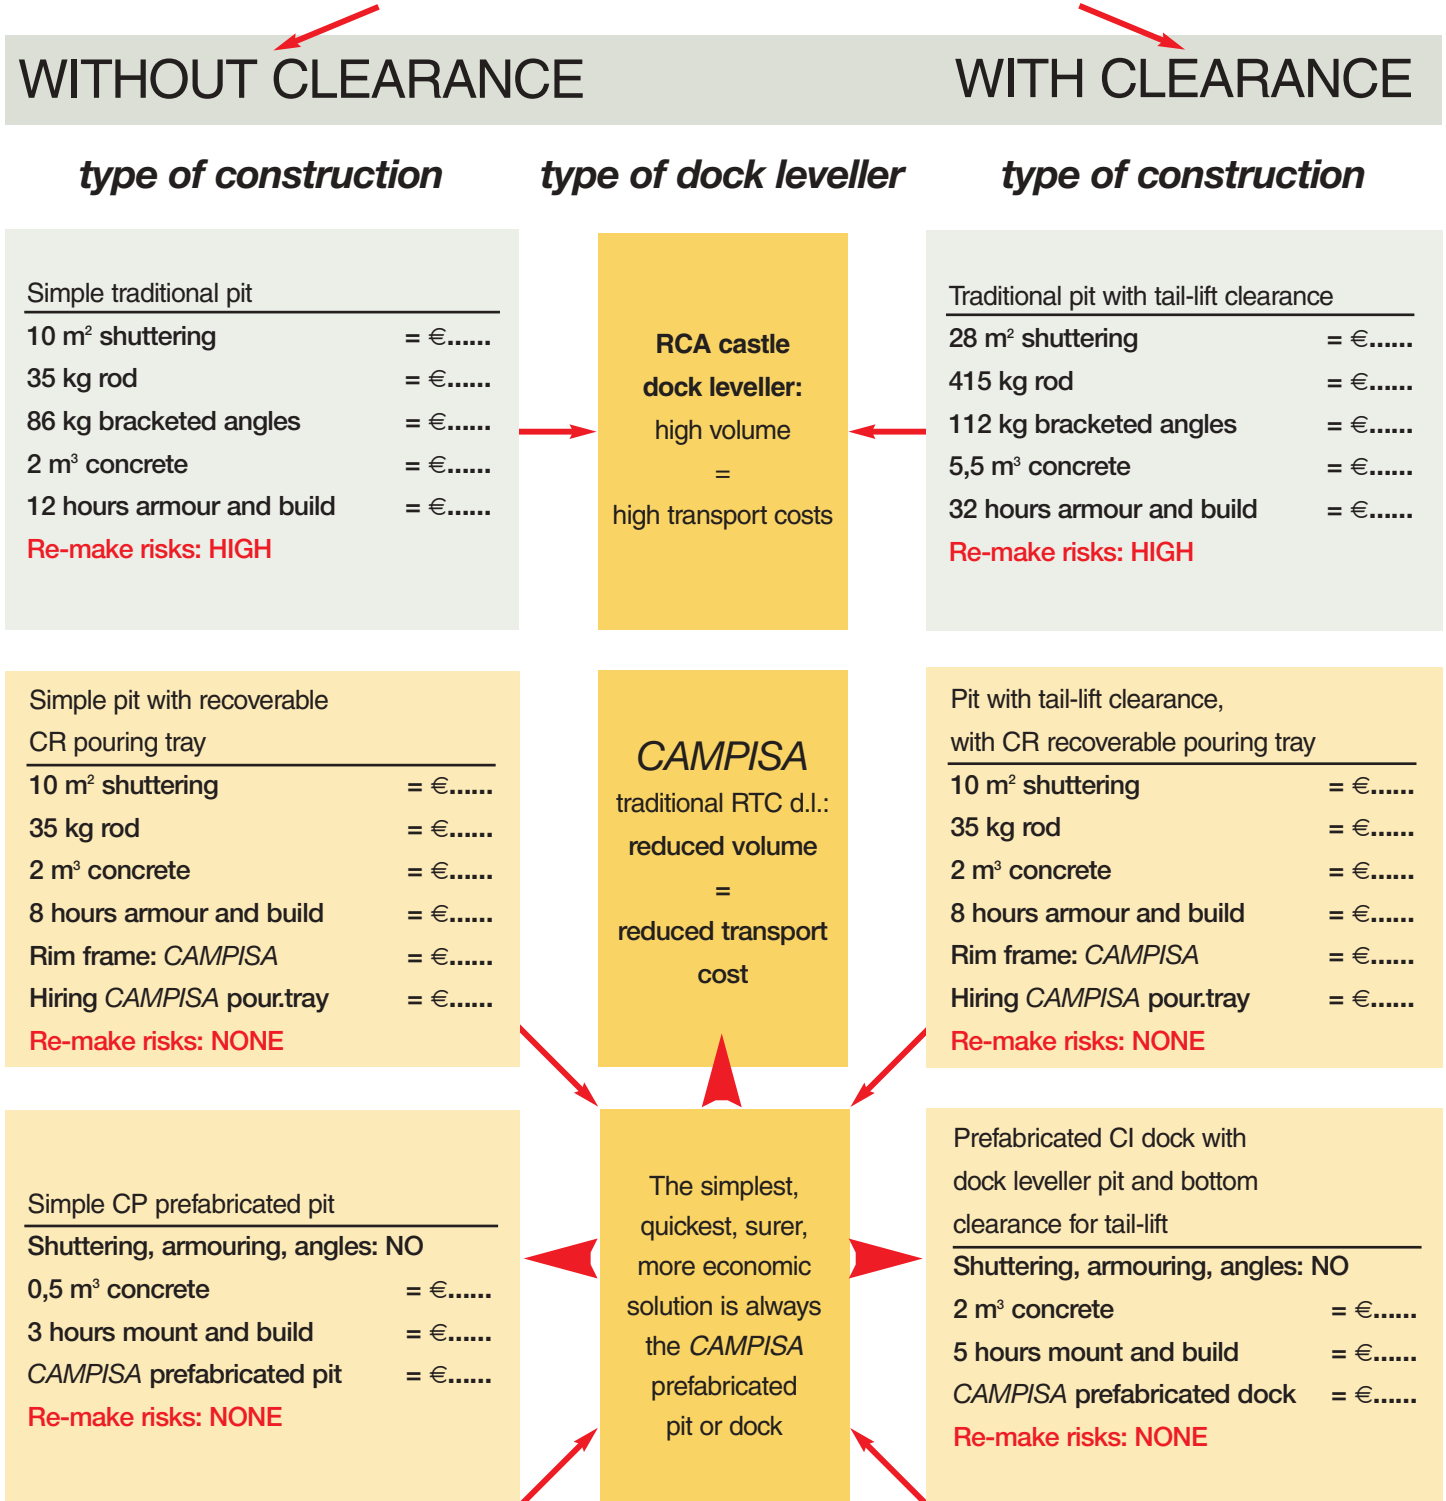 WITHOUT CLEARANCE
WITH CLEARANCE
type of construction
type of dock leveller
type of construction
Simple traditional pit
10 m² shuttering = €......
35 kg rod = €......
86 kg bracketed angles = €......
2 m³ concrete = €......
12 hours armour and build = €......
Re-make risks: HIGH
RCA castle
dock leveller:
high volume
=
high transport costs
Traditional pit with tail-lift clearance
28 m² shuttering = €......
415 kg rod = €......
112 kg bracketed angles = €......
5,5 m³ concrete = €......
32 hours armour and build = €......
Re-make risks: HIGH
Simple pit with recoverable
CR pouring tray
10 m² shuttering = €......
35 kg rod = €......
2 m³ concrete = €......
8 hours armour and build = €......
Rim frame: CAMPISA = €......
Hiring CAMPISA pour.tray = €......
Re-make risks: NONE
CAMPISA
traditional RTC d.l.:
reduced volume
=
reduced transport
cost
Pit with tail-lift clearance,
with CR recoverable pouring tray
10 m² shuttering = €......
35 kg rod = €......
2 m³ concrete = €......
8 hours armour and build = €......
Rim frame: CAMPISA = €......
Hiring CAMPISA pour.tray = €......
Re-make risks: NONE
Simple CP prefabricated pit
Shuttering, armouring, angles: NO
0,5 m³ concrete = €......
3 hours mount and build = €......
CAMPISA prefabricated pit = €......
Re-make risks: NONE
The simplest,
quickest, surer,
more economic
solution is always
the CAMPISA
prefabricated
pit or dock
Prefabricated CI dock with
dock leveller pit and bottom
clearance for tail-lift
Shuttering, armouring, angles: NO
2 m³ concrete = €......
5 hours mount and build = €......
CAMPISA prefabricated dock = €......
Re-make risks: NONE